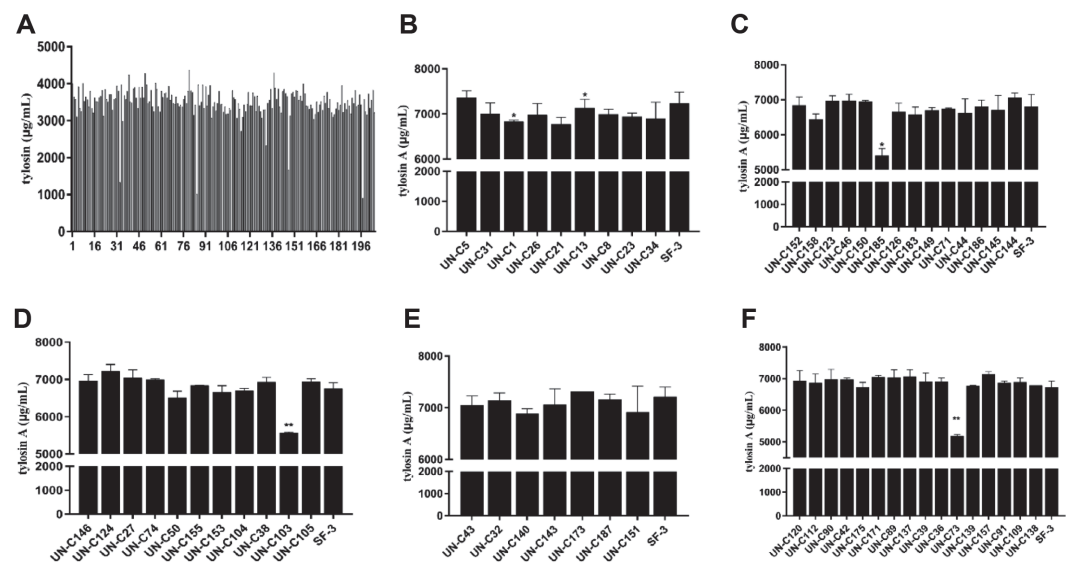 A
tylosin (µg/mL)
5000
4000
3000
2000
1000
0
1 16 31 46 61 76 91 106 121 136 151 166 181 196
B
tylosin A (µg/mL)
8000
7000
6000
2000
1000
0
*
*
UN-C5 UN-C31 UN-C1 UN-C26 UN-C21 UN-C13 UN-C8 UN-C23 UN-C34 SF-3
C
tylosin A (µg/mL)
8000
7000
6000
5000
2000
1000
0
*
UN-C152 UN-C158 UN-C123 UN-C46 UN-C150 UN-C185 UN-C126 UN-C183 UN-C149 UN-C71 UN-C44 UN-C186 UN-C145 UN-C144 SF-3
D
tylosin A (µg/mL)
8000
7000
6000
5000
2000
1000
0
**
UN-C146 UN-C124 UN-C27 UN-C74 UN-C50 UN-C155 UN-C153 UN-C104 UN-C38 UN-C103 UN-C105 SF-3
E
tylosin A (µg/mL)
8000
7000
6000
2000
1000
0
UN-C43 UN-C32 UN-C140 UN-C143 UN-C173 UN-C187 UN-C151 SF-3
F
tylosin A (µg/mL)
8000
7000
6000
5000
2000
1000
0
**
UN-C120 UN-C112 UN-C90 UN-C42 UN-C175 UN-C171 UN-C89 UN-C137 UN-C39 UN-C36 UN-C73 UN-C139 UN-C157 UN-C91 UN-C109 UN-C138 SF-3